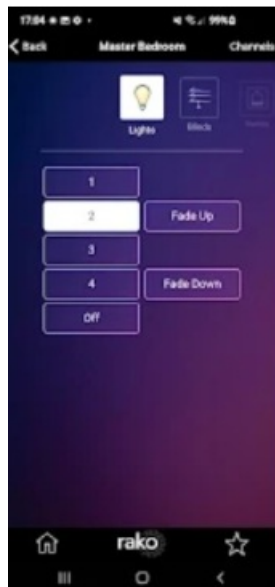 17:04 99%
Back Master Bedroom Channels
Lights Blinds
1
2 Fade Up
3
4 Fade Down
Off
rako